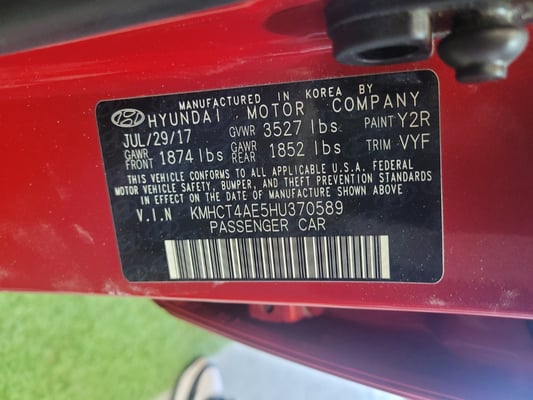 MANUFACTURED IN KOREA BY
HYUNDAI MOTOR COMPANY
JUL/29/17 GVWR 3527 lbs PAINT Y2R
GAWR FRONT 1874 lbs GAWR REAR 1852 lbs TRIM VYF
THIS VEHICLE CONFORMS TO ALL APPLICABLE U.S.A. FEDERAL
MOTOR VEHICLE SAFETY, BUMPER, AND THEFT PREVENTION STANDARDS
IN EFFECT ON THE DATE OF MANUFACTURE SHOWN ABOVE
V.I.N KMHCT4AE5HU370589
PASSENGER CAR